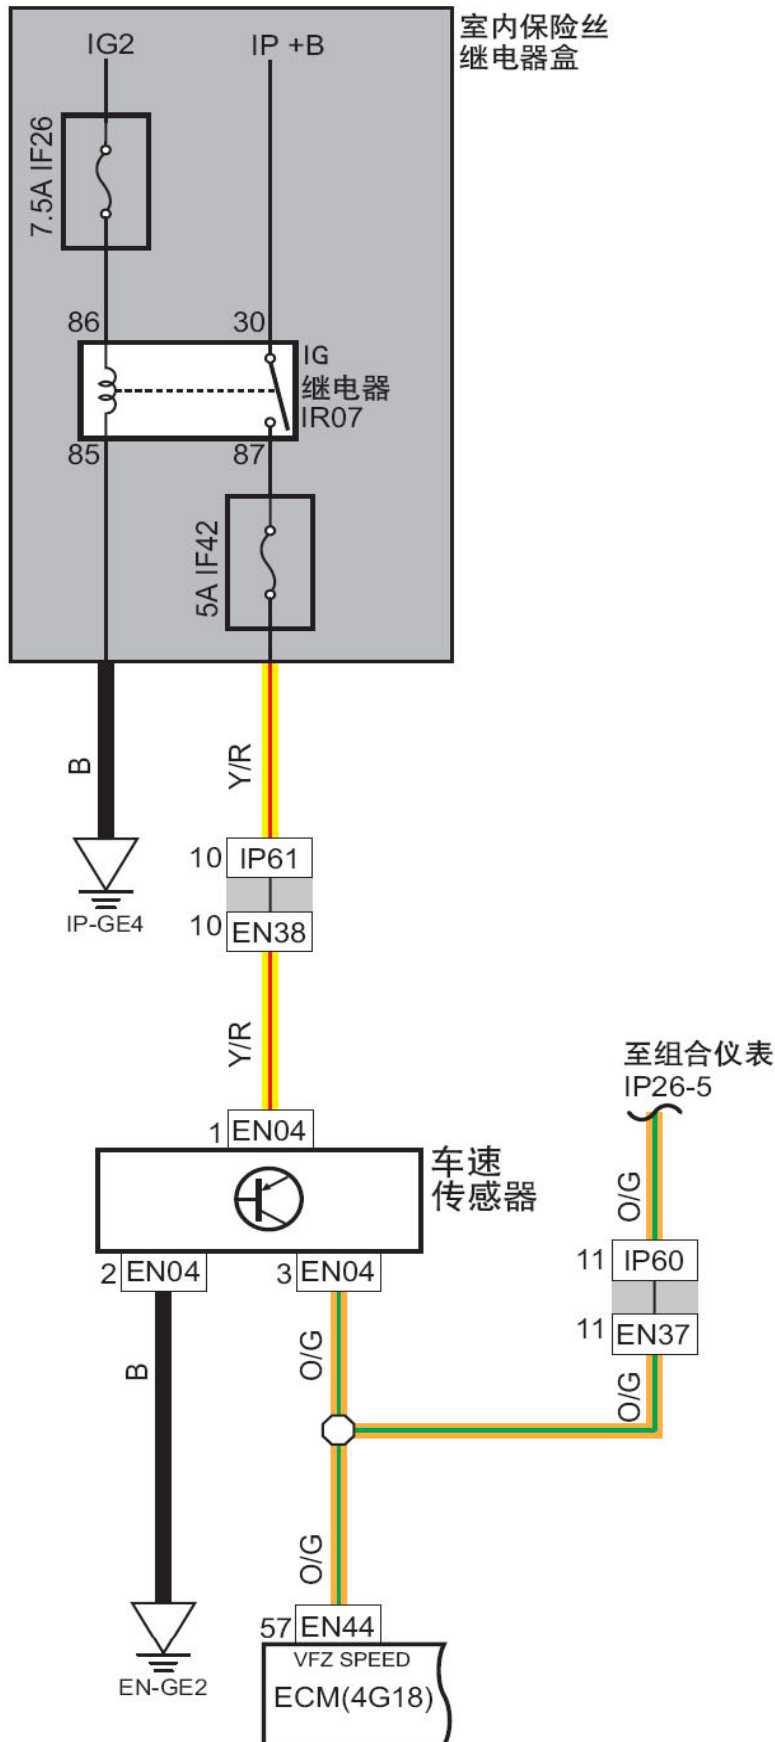 室内保险丝
继电器盒
IG2
IP +B
7.5A IF26
86
30
IG
继电器
IR07
85
87
5A IF42
B
Y/R
10
IP61
IP-GE4
10
EN38
Y/R
至组合仪表
IP26-5
1
EN04
车速
传感器
O/G
2
EN04
3
EN04
11
IP60
11
EN37
B
O/G
O/G
O/G
57
EN44
VFZ SPEED
EN-GE2
ECM(4G18)